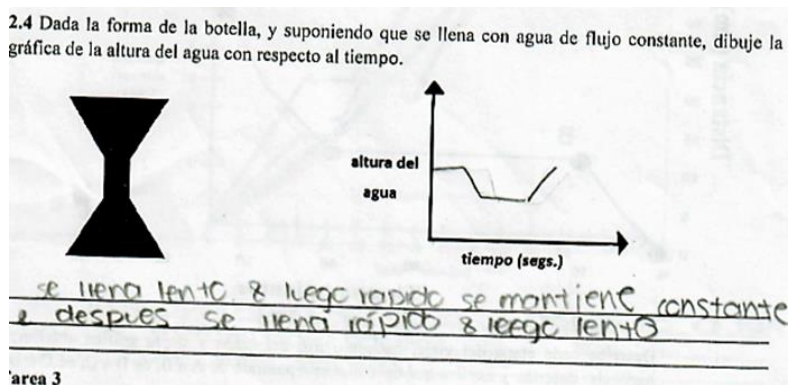 2.4 Dada la forma de la botella, y suponiendo que se llena con agua de flujo constante, dibuje la
gráfica de la altura del agua con respecto al tiempo.
altura del
agua
tiempo (segs.)
se llena lento & luego rapido se mantiene constante
e despues se llena rápido & leego lento
area 3